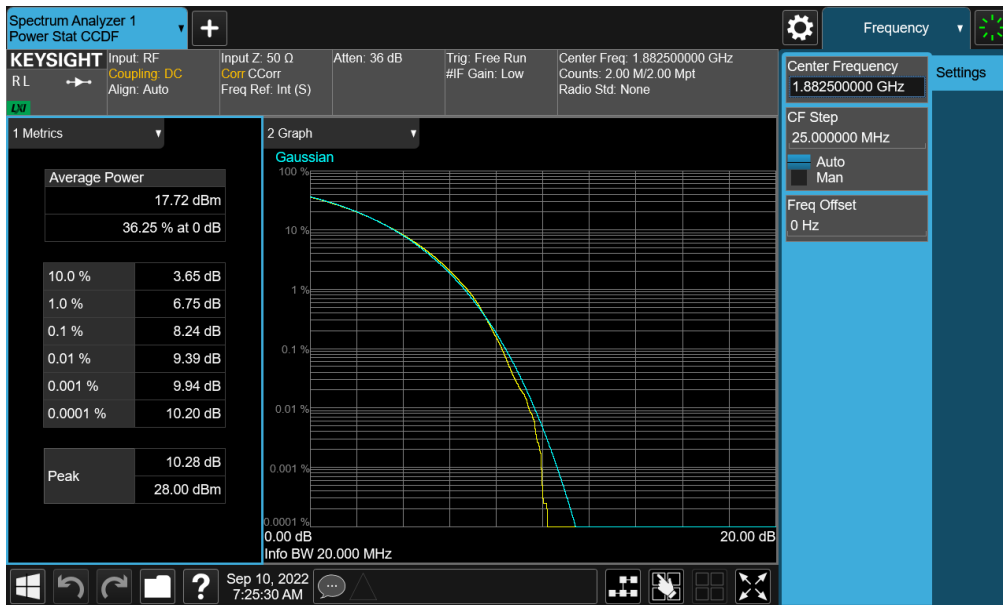 Spectrum Analyzer 1
Power Stat CCDF
+
Frequency
KEYSIGHT
RL
LXI
Input: RF
Coupling: DC
Align: Auto
Input Z: 50 Ω
Corr CCorr
Freq Ref: Int (S)
Atten: 36 dB
Trig: Free Run
#IF Gain: Low
Center Freq: 1.882500000 GHz
Counts: 2.00 M/2.00 Mpt
Radio Std: None
Center Frequency
1.882500000 GHz
Settings
CF Step
25.000000 MHz
Auto
Man
Freq Offset
0 Hz
1 Metrics
Average Power
17.72 dBm
36.25 % at 0 dB
10.0 % 3.65 dB
1.0 % 6.75 dB
0.1 % 8.24 dB
0.01 % 9.39 dB
0.001 % 9.94 dB
0.0001 % 10.20 dB
Peak
10.28 dB
28.00 dBm
2 Graph
Gaussian
100 %
10 %
1 %
0.1 %
0.01 %
0.001 %
0.0001 %
0.00 dB 20.00 dB
Info BW 20.000 MHz
?
Sep 10, 2022
7:25:30 AM